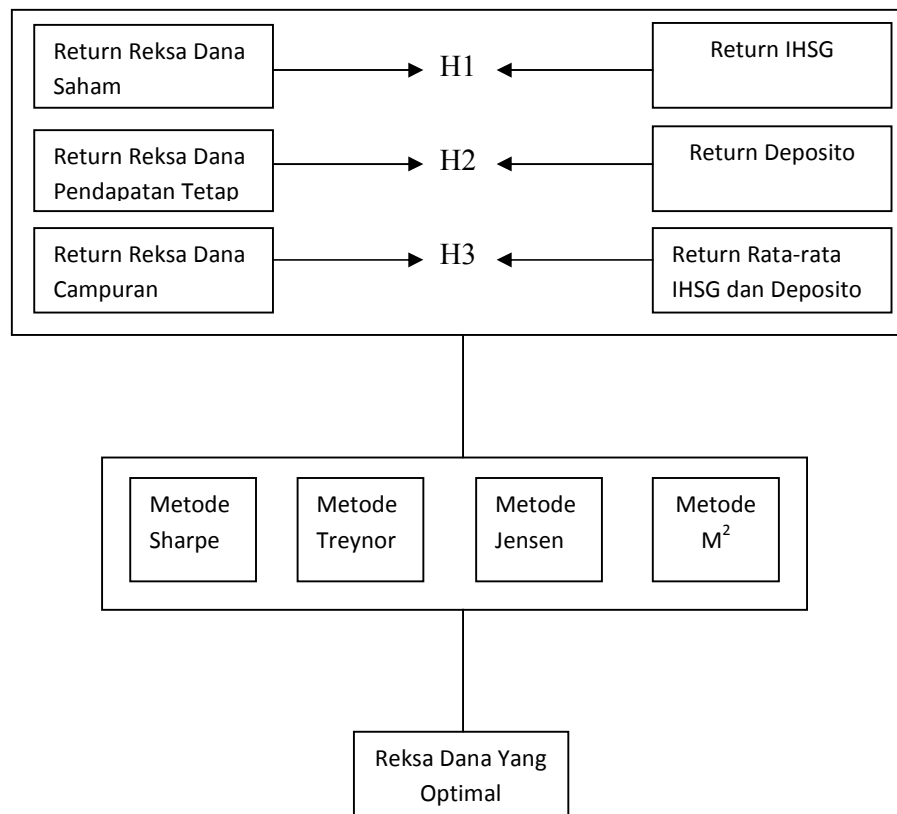 Return Reksa Dana
Saham
H1
Return IHSG
Return Reksa Dana
Pendapatan Tetap
H2
Return Deposito
Return Reksa Dana
Campuran
H3
Return Rata-rata
IHSG dan Deposito
Metode
Sharpe
Metode
Treynor
Metode
Jensen
Metode
M²
Reksa Dana Yang
Optimal